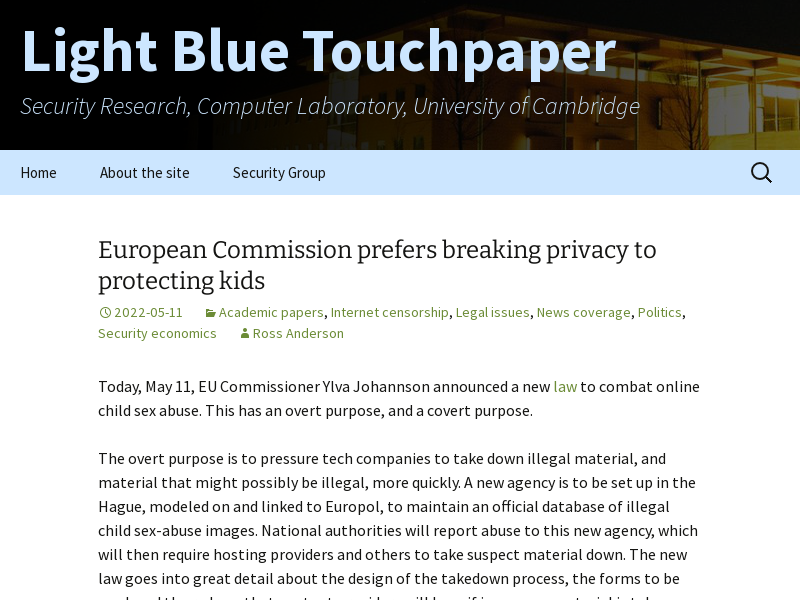 Light Blue Touchpaper
Security Research, Computer Laboratory, University of Cambridge
Home About the site Security Group
European Commission prefers breaking privacy to
protecting kids
2022-05-11 Academic papers, Internet censorship, Legal issues, News coverage, Politics,
Security economics Ross Anderson
Today, May 11, EU Commissioner Ylva Johannson announced a new law to combat online
child sex abuse. This has an overt purpose, and a covert purpose.
The overt purpose is to pressure tech companies to take down illegal material, and
material that might possibly be illegal, more quickly. A new agency is to be set up in the
Hague, modeled on and linked to Europol, to maintain an official database of illegal
child sex-abuse images. National authorities will report abuse to this new agency, which
will then require hosting providers and others to take suspect material down. The new
law goes into great detail about the design of the takedown process, the forms to be